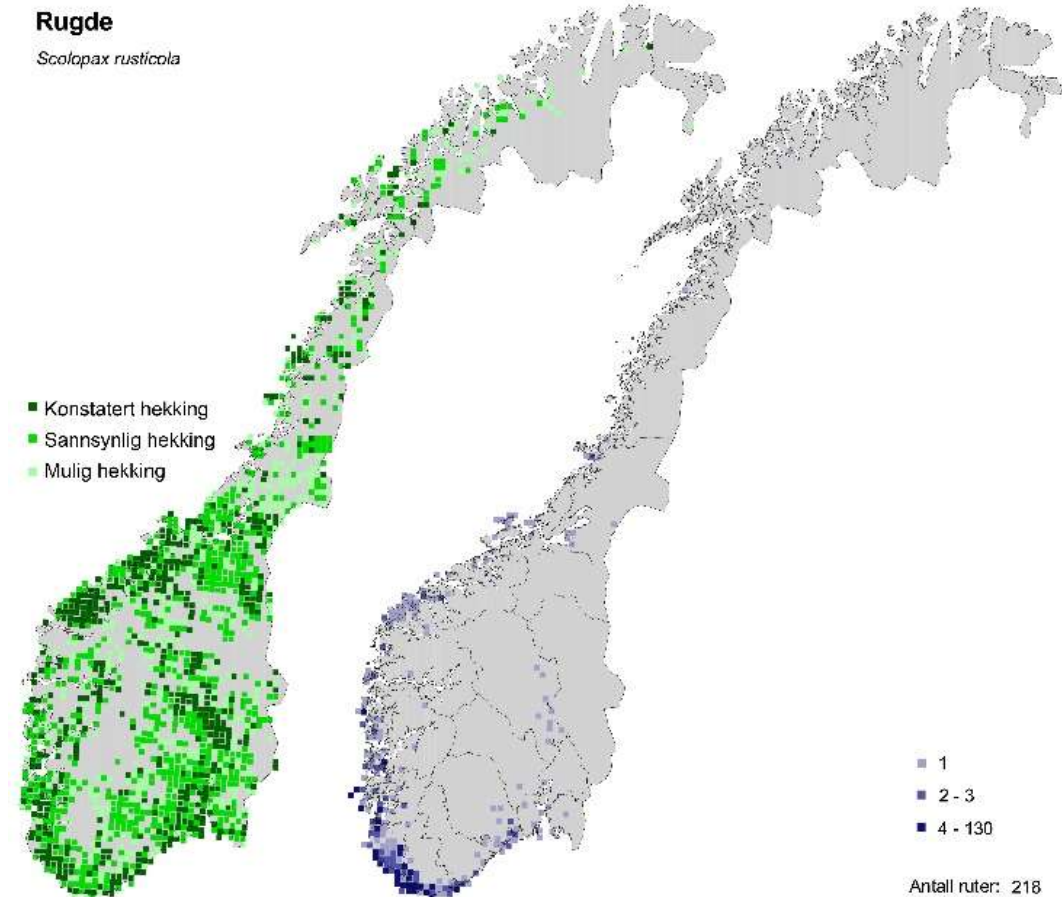 Rugde
Scolopax rusticola
Konstatert hekking
Sannsynlig hekking
Mulig hekking
1
2 - 3
4 - 130
Antall ruter: 218